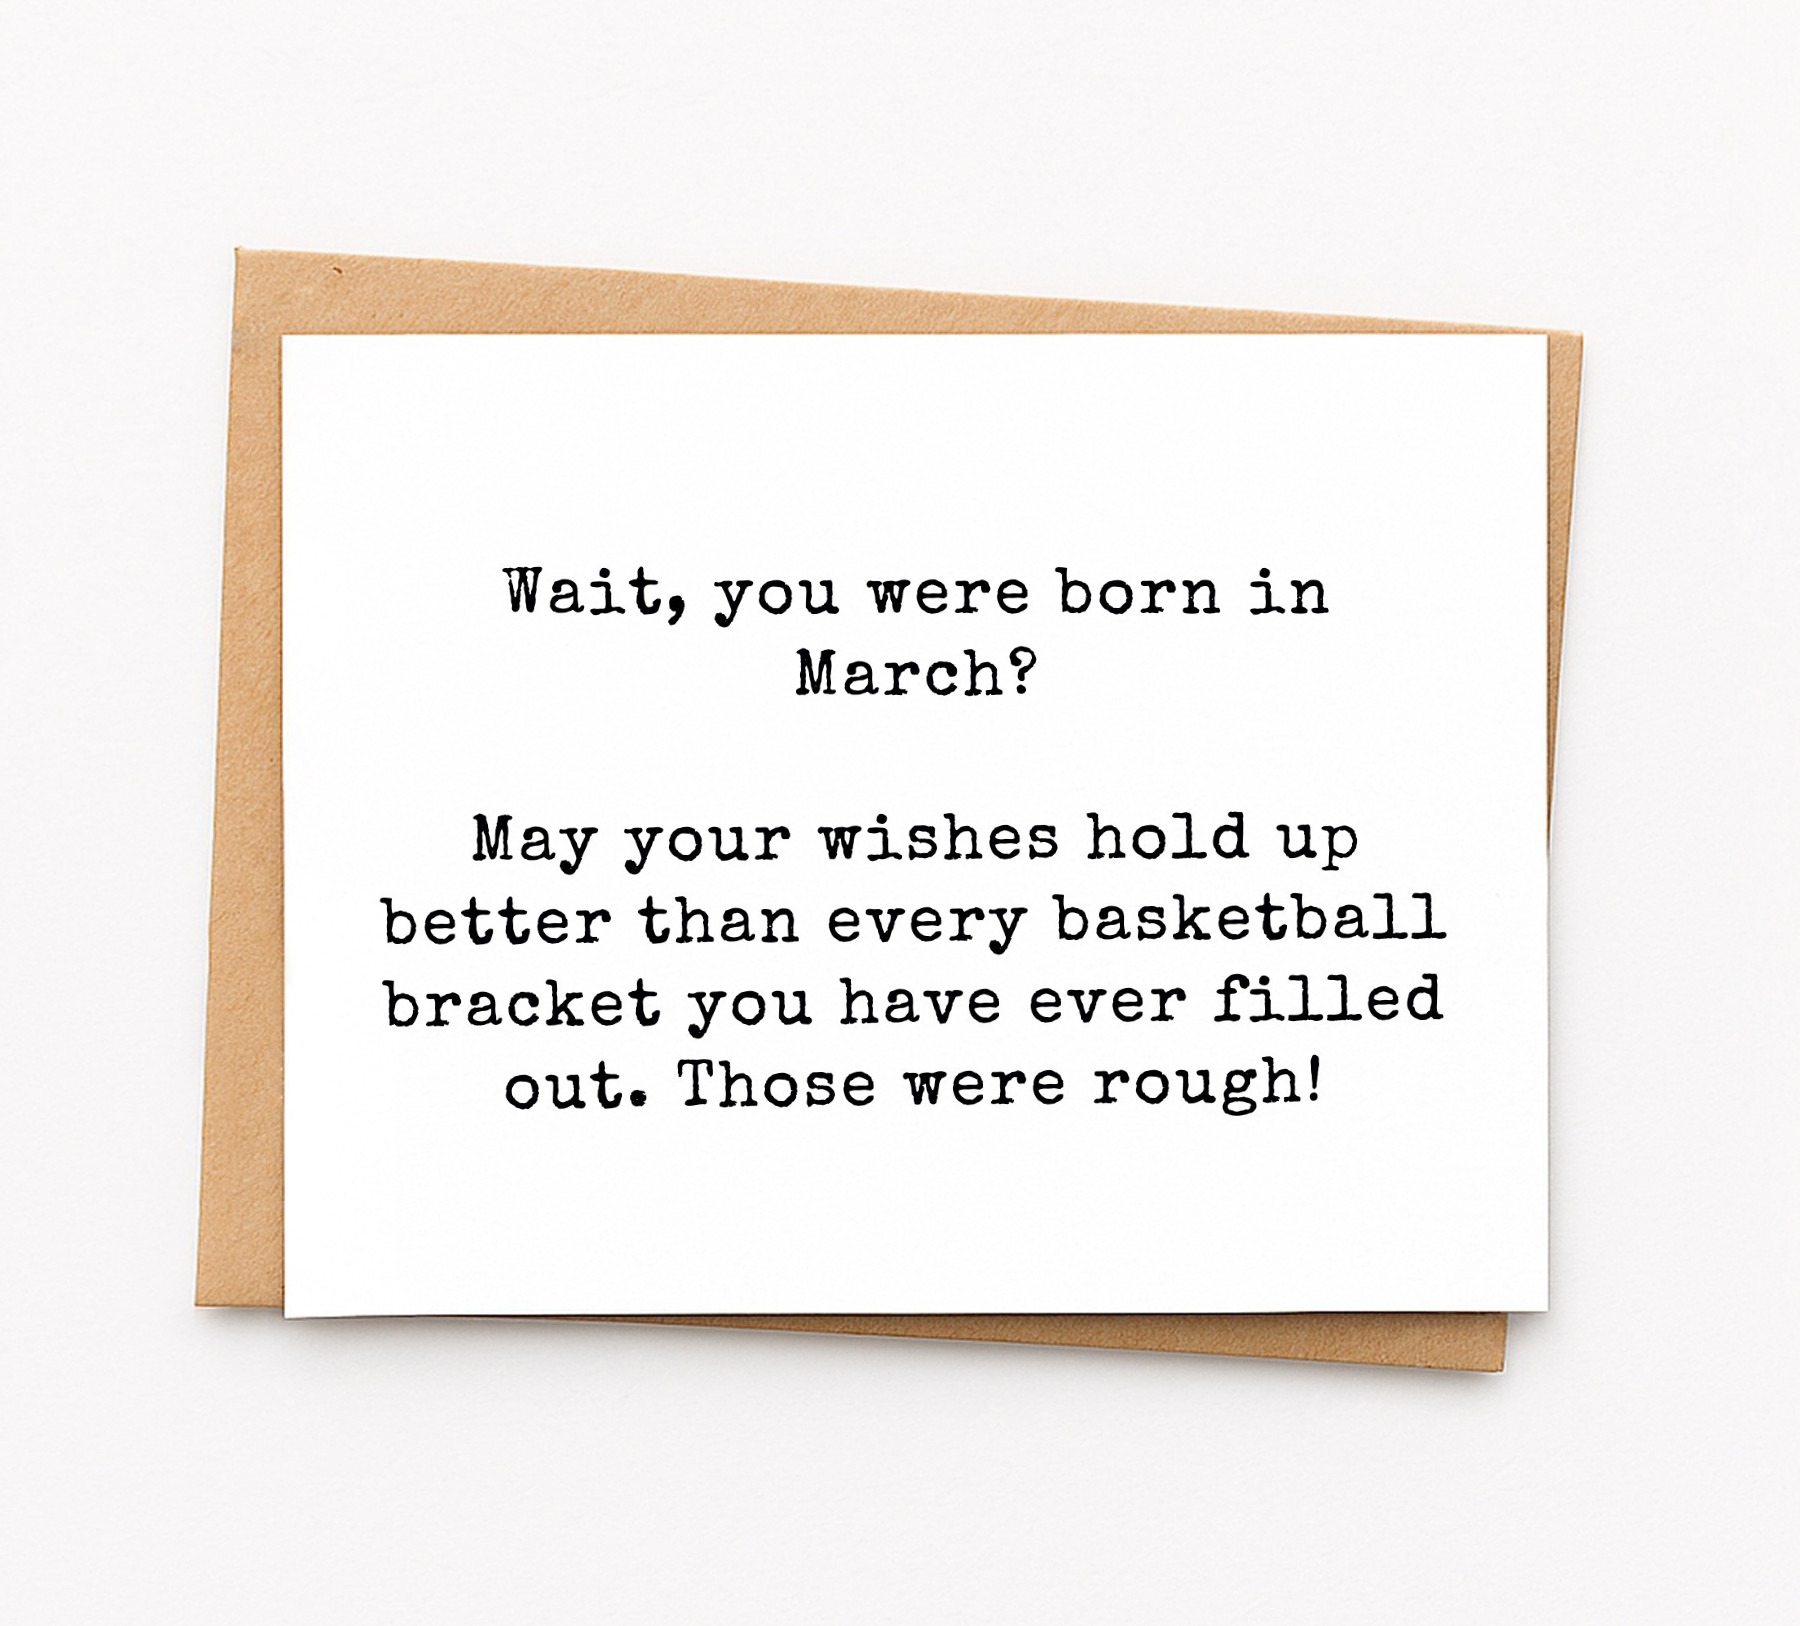 Wait, you were born in
March?
May your wishes hold up
better than every basketball
bracket you have ever filled
out. Those were rough!